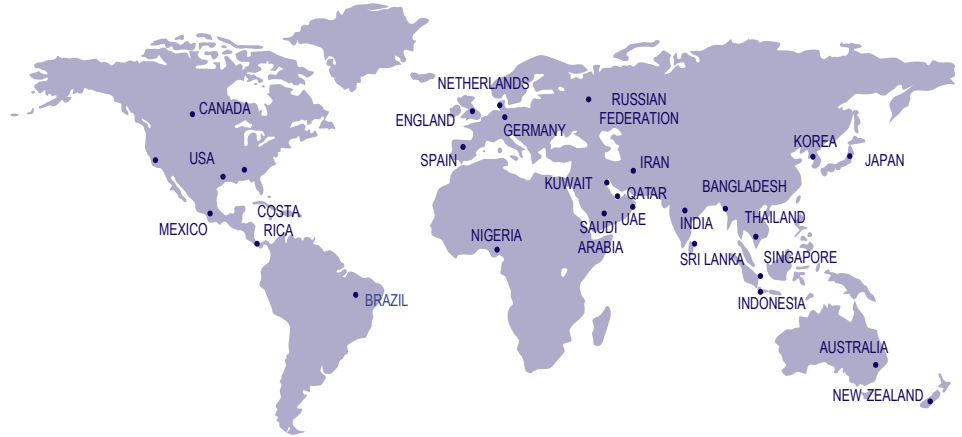 NETHERLANDS
CANADA
RUSSIAN
FEDERATION
ENGLAND
GERMANY
KOREA
USA
SPAIN
IRAN
JAPAN
KUWAIT
QATAR
BANGLADESH
COSTA
RICA
MEXICO
UAE
INDIA
THAILAND
NIGERIA
SAUDI
ARABIA
SRI LANKA
SINGAPORE
BRAZIL
INDONESIA
AUSTRALIA
NEW ZEALAND